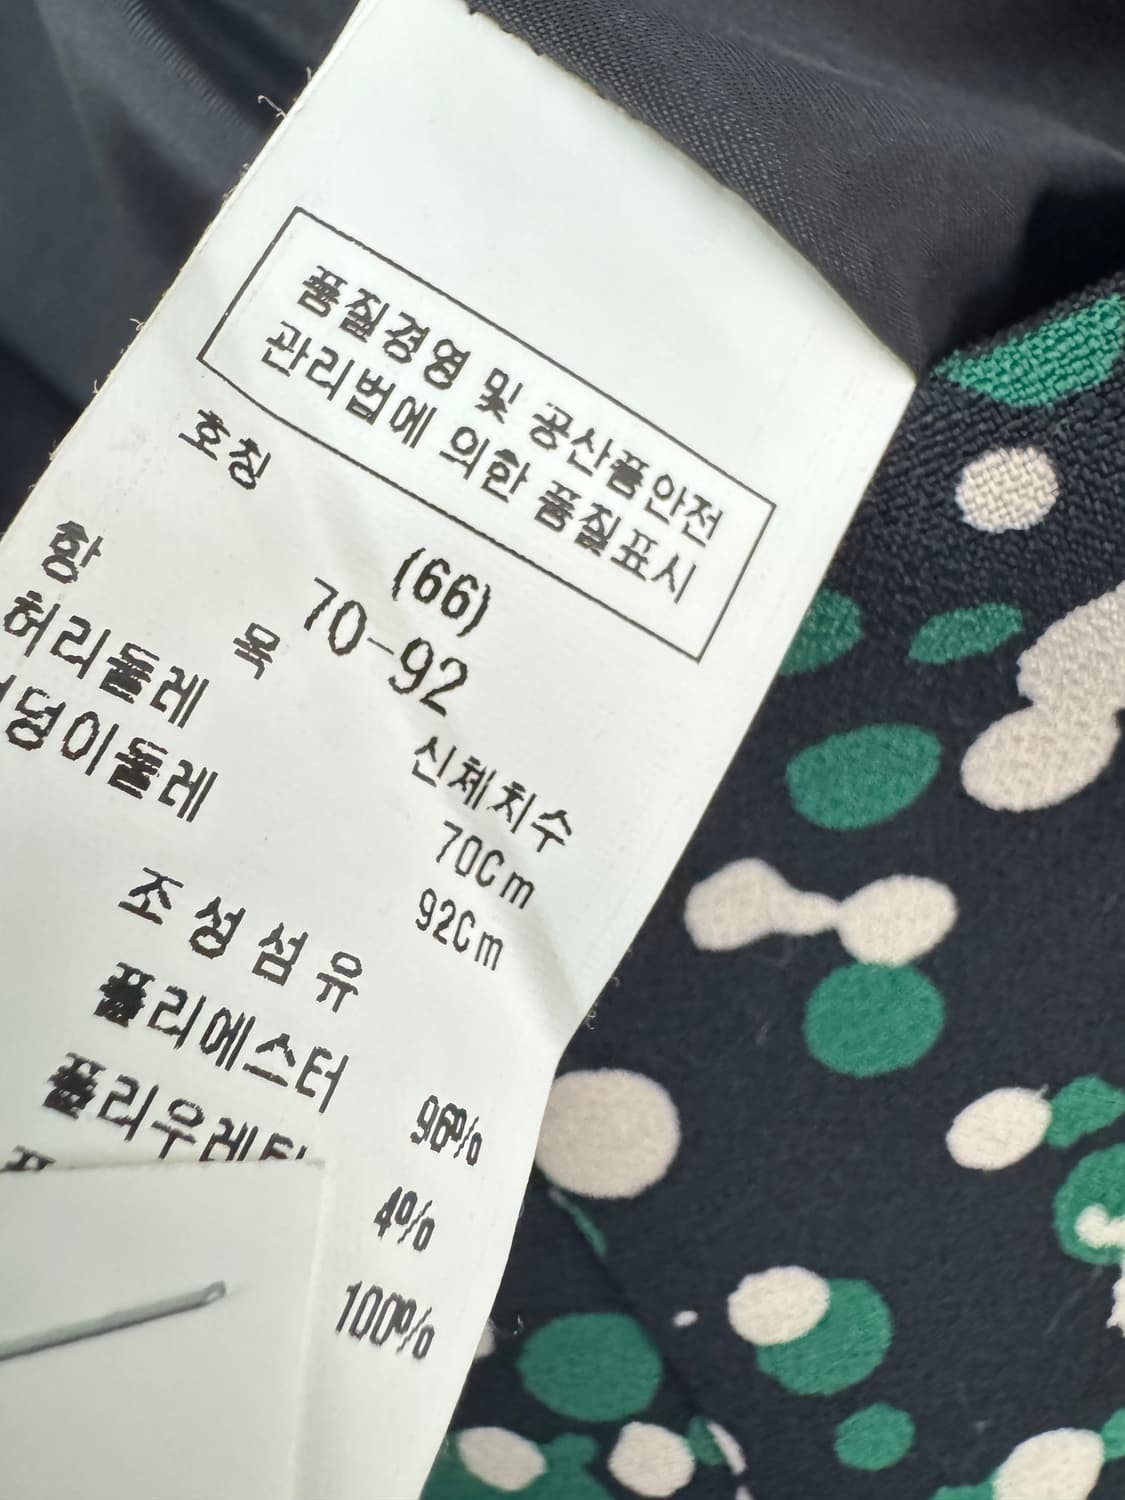 품질경영 및 공산품안전
관리법에 의한 품질표시
호칭
(66)
70-92
항 목 신체치수
허리둘레 70Cm
덩이둘레 92Cm
조성섬유
폴리에스터 96%
폴리우레탄 4%
100%